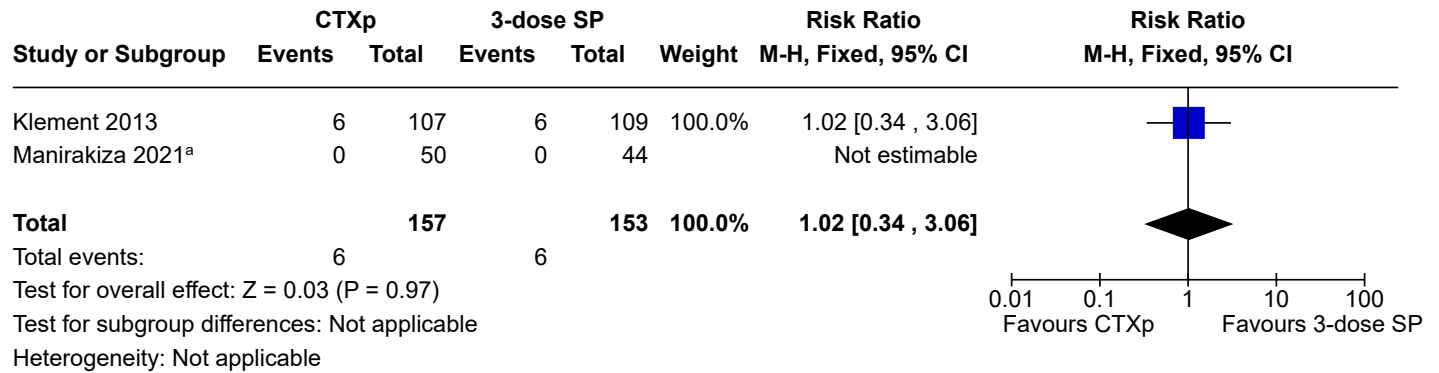 CTXp 3-dose SP Risk Ratio Risk Ratio
Study or Subgroup Events Total Events Total Weight M-H, Fixed, 95% CI M-H, Fixed, 95% CI
Klement 2013 6 107 6 109 100.0% 1.02 [0.34 , 3.06]
Manirakiza 2021ᵃ 0 50 0 44 Not estimable
Total 157 153 100.0% 1.02 [0.34 , 3.06]
Total events: 6 6
Test for overall effect: Z = 0.03 (P = 0.97)
Test for subgroup differences: Not applicable
Heterogeneity: Not applicable
0.01 0.1 1 10 100
Favours CTXp Favours 3-dose SP